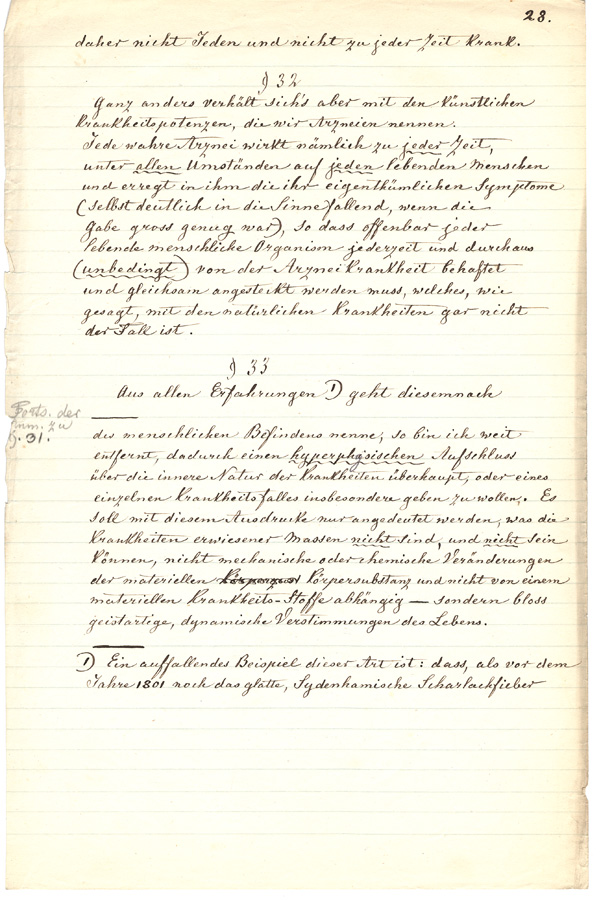 28.
daher nicht Jeden und nicht zu jeder Zeit krank.
§ 32
Ganz anders verhält sich's aber mit den künstlichen
Krankheitspotenzen, die wir Arzneien nennen.
Jede wahre Arznei wirkt nämlich zu jeder Zeit,
unter allen Umständen auf jeden lebenden Menschen
und erregt in ihm die ihr eigenthümlichen Symptome
(selbst deutlich in die Sinne fallend, wenn die
Gabe gross genug war), so dass offenbar jeder
lebende menschliche Organism jederzeit und durchaus
(unbedingt) von der Arzneikrankheit behaftet
und gleichsam angesteckt werden muss, welches, wie
gesagt, mit den natürlichen Krankheiten gar nicht
der Fall ist.
§ 33
Aus allen Erfahrungen 1) geht diesemnach
Forts. der
Anm. zu
§. 31.
des menschlichen Befindens nenne, so bin ich weit
entfernt, dadurch einen hyperphysischen Aufschluss
über die innere Natur der Krankheiten überhaupt, oder eines
einzelnen Krankheitsfalles insbesondere geben zu wollen. Es
soll mit diesem Ausdrucke nur angedeutet werden, was die
Krankheiten erwiesener Massen nicht sind, und nicht sein
können, nicht mechanische oder chemische Veränderungen
der materiellen Körpersubstanz und nicht von einem
materiellen Krankheits-Stoffe abhängig — sondern bloss
geistartige, dynamische Verstimmungen des Lebens.
1) Ein auffallendes Beispiel dieser Art ist: dass, als vor dem
Jahre 1801 noch das glatte, Sydenhamische Scharlachfieber